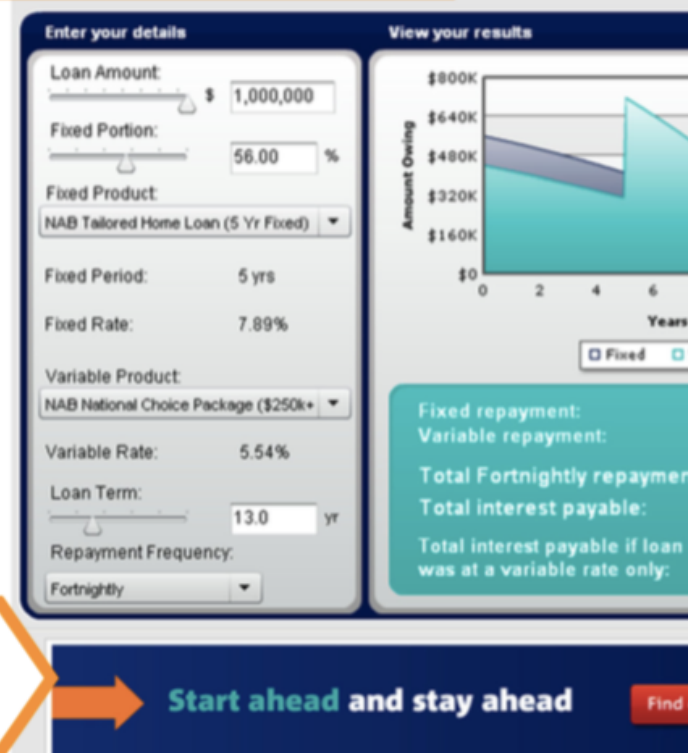 Enter your details
Loan Amount:
$ 1,000,000
Fixed Portion:
56.00 %
Fixed Product:
NAB Tailored Home Loan (5 Yr Fixed)
Fixed Period: 5 yrs
Fixed Rate: 7.89%
Variable Product:
NAB National Choice Package ($250k+
Variable Rate: 5.54%
Loan Term:
13.0 yr
Repayment Frequency:
Fortnightly
View your results
Amount Owing
$800K
$640K
$480K
$320K
$160K
$0
0 2 4 6
Years
Fixed
Fixed repayment:
Variable repayment:
Total Fortnightly repaymen
Total interest payable:
Total interest payable if loan
was at a variable rate only:
Start ahead and stay ahead
Find